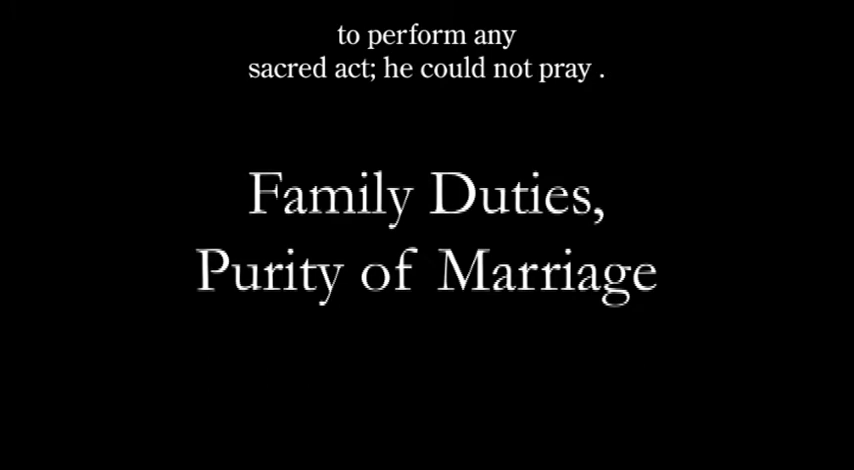 to perform any
sacred act; he could not pray .
Family Duties,
Purity of Marriage